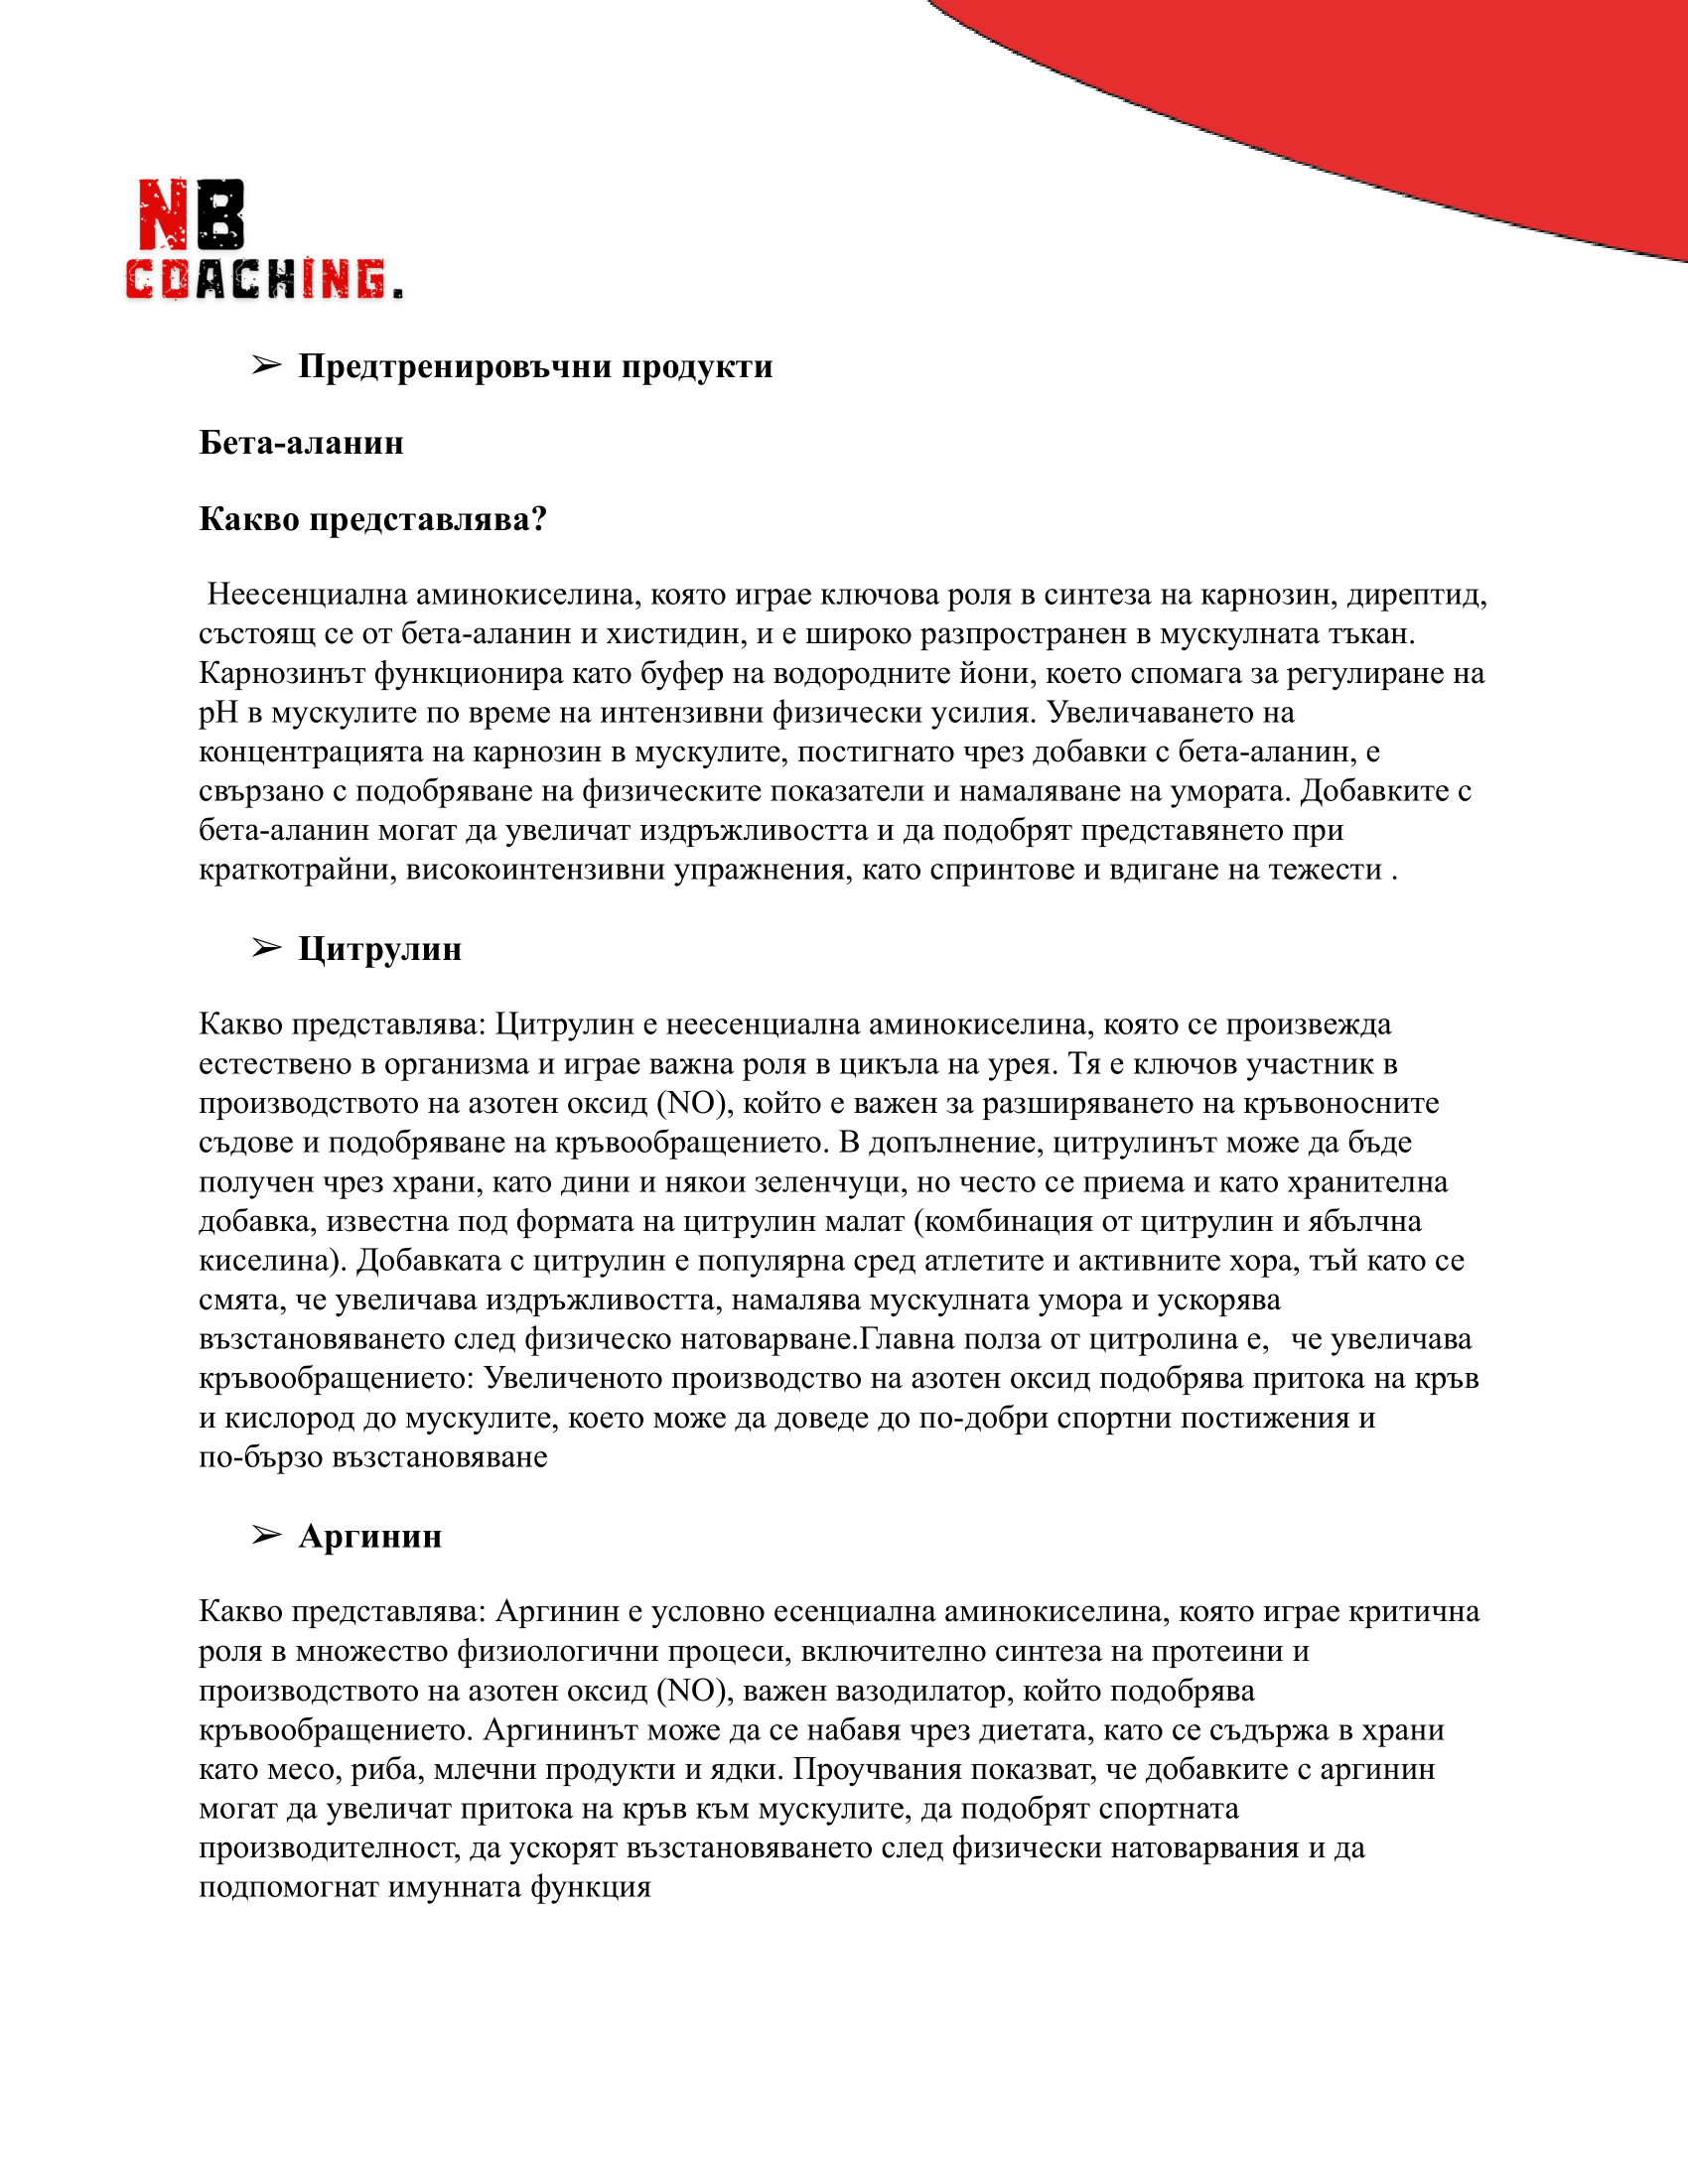 NB
COACHING.
➢ Предтренировъчни продукти
Бета-аланин
Какво представлява?
Неесенциална аминокиселина, която играе ключова роля в синтеза на карнозин, дирептид,
състоящ се от бета-аланин и хистидин, и е широко разпространен в мускулната тъкан.
Карнозинът функционира като буфер на водородните йони, което спомага за регулиране на
pH в мускулите по време на интензивни физически усилия. Увеличаването на
концентрацията на карнозин в мускулите, постигнато чрез добавки с бета-аланин, е
свързано с подобряване на физическите показатели и намаляване на умората. Добавките с
бета-аланин могат да увеличат издръжливостта и да подобрят представянето при
краткотрайни, високоинтензивни упражнения, като спринтове и вдигане на тежести .
➢ Цитрулин
Какво представлява: Цитрулин е неесенциална аминокиселина, която се произвежда
естествено в организма и играе важна роля в цикъла на урея. Тя е ключов участник в
производството на азотен оксид (NO), който е важен за разширяването на кръвоносните
съдове и подобряване на кръвообращението. В допълнение, цитрулинът може да бъде
получен чрез храни, като дини и някои зеленчуци, но често се приема и като хранителна
добавка, известна под формата на цитрулин малат (комбинация от цитрулин и ябълчна
киселина). Добавката с цитрулин е популярна сред атлетите и активните хора, тъй като се
смята, че увеличава издръжливостта, намалява мускулната умора и ускорява
възстановяването след физическо натоварване.Главна полза от цитролина е, че увеличава
кръвообращението: Увеличеното производство на азотен оксид подобрява притока на кръв
и кислород до мускулите, което може да доведе до по-добри спортни постижения и
по-бързо възстановяване
➢ Аргинин
Какво представлява: Аргинин е условно есенциална аминокиселина, която играе критична
роля в множество физиологични процеси, включително синтеза на протеини и
производството на азотен оксид (NO), важен вазодилатор, който подобрява
кръвообращението. Аргининът може да се набавя чрез диетата, като се съдържа в храни
като месо, риба, млечни продукти и ядки. Проучвания показват, че добавките с аргинин
могат да увеличат притока на кръв към мускулите, да подобрят спортната
производителност, да ускорят възстановяването след физически натоварвания и да
подпомогнат имунната функция